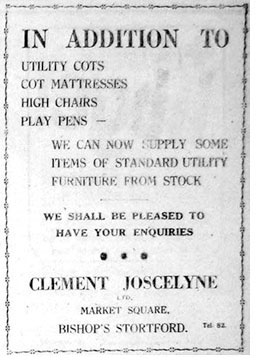 IN ADDITION TO
UTILITY COTS
COT MATTRESSES
HIGH CHAIRS
PLAY PENS —
WE CAN NOW SUPPLY SOME
ITEMS OF STANDARD UTILITY
FURNITURE FROM STOCK
WE SHALL BE PLEASED TO
HAVE YOUR ENQUIRIES
CLEMENT JOSCELYNE
LTD.
MARKET SQUARE,
BISHOP'S STORTFORD. Tel. 82.